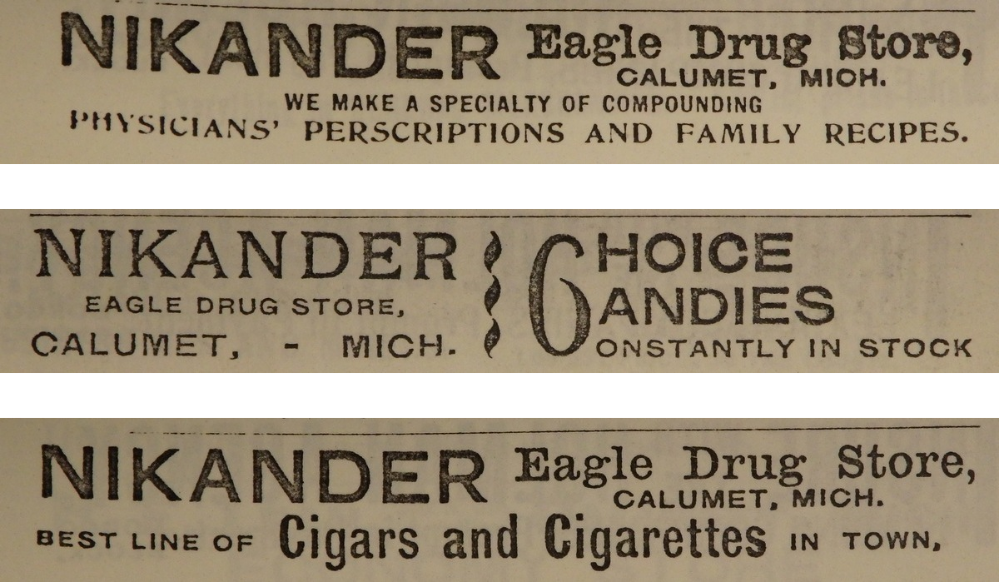 NIKANDER Eagle Drug Store,
CALUMET, MICH.
WE MAKE A SPECIALTY OF COMPOUNDING
PHYSICIANS' PERSCRIPTIONS AND FAMILY RECIPES.
NIKANDER
EAGLE DRUG STORE,
CALUMET, - MICH.
CHOICE
CANDIES
CONSTANTLY IN STOCK
NIKANDER Eagle Drug Store,
CALUMET, MICH.
BEST LINE OF Cigars and Cigarettes IN TOWN,